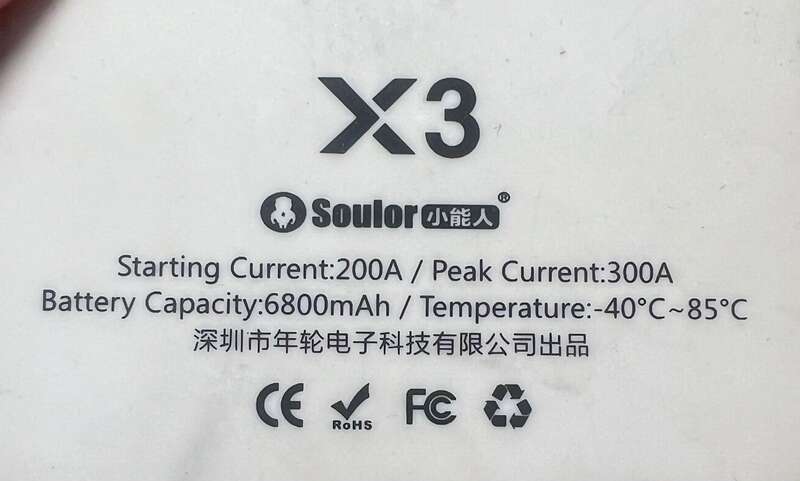 X3
Soulor小能人®
Starting Current:200A / Peak Current:300A
Battery Capacity:6800mAh / Temperature:-40°C~85°C
深圳市年轮电子科技有限公司出品
CE RoHS FC